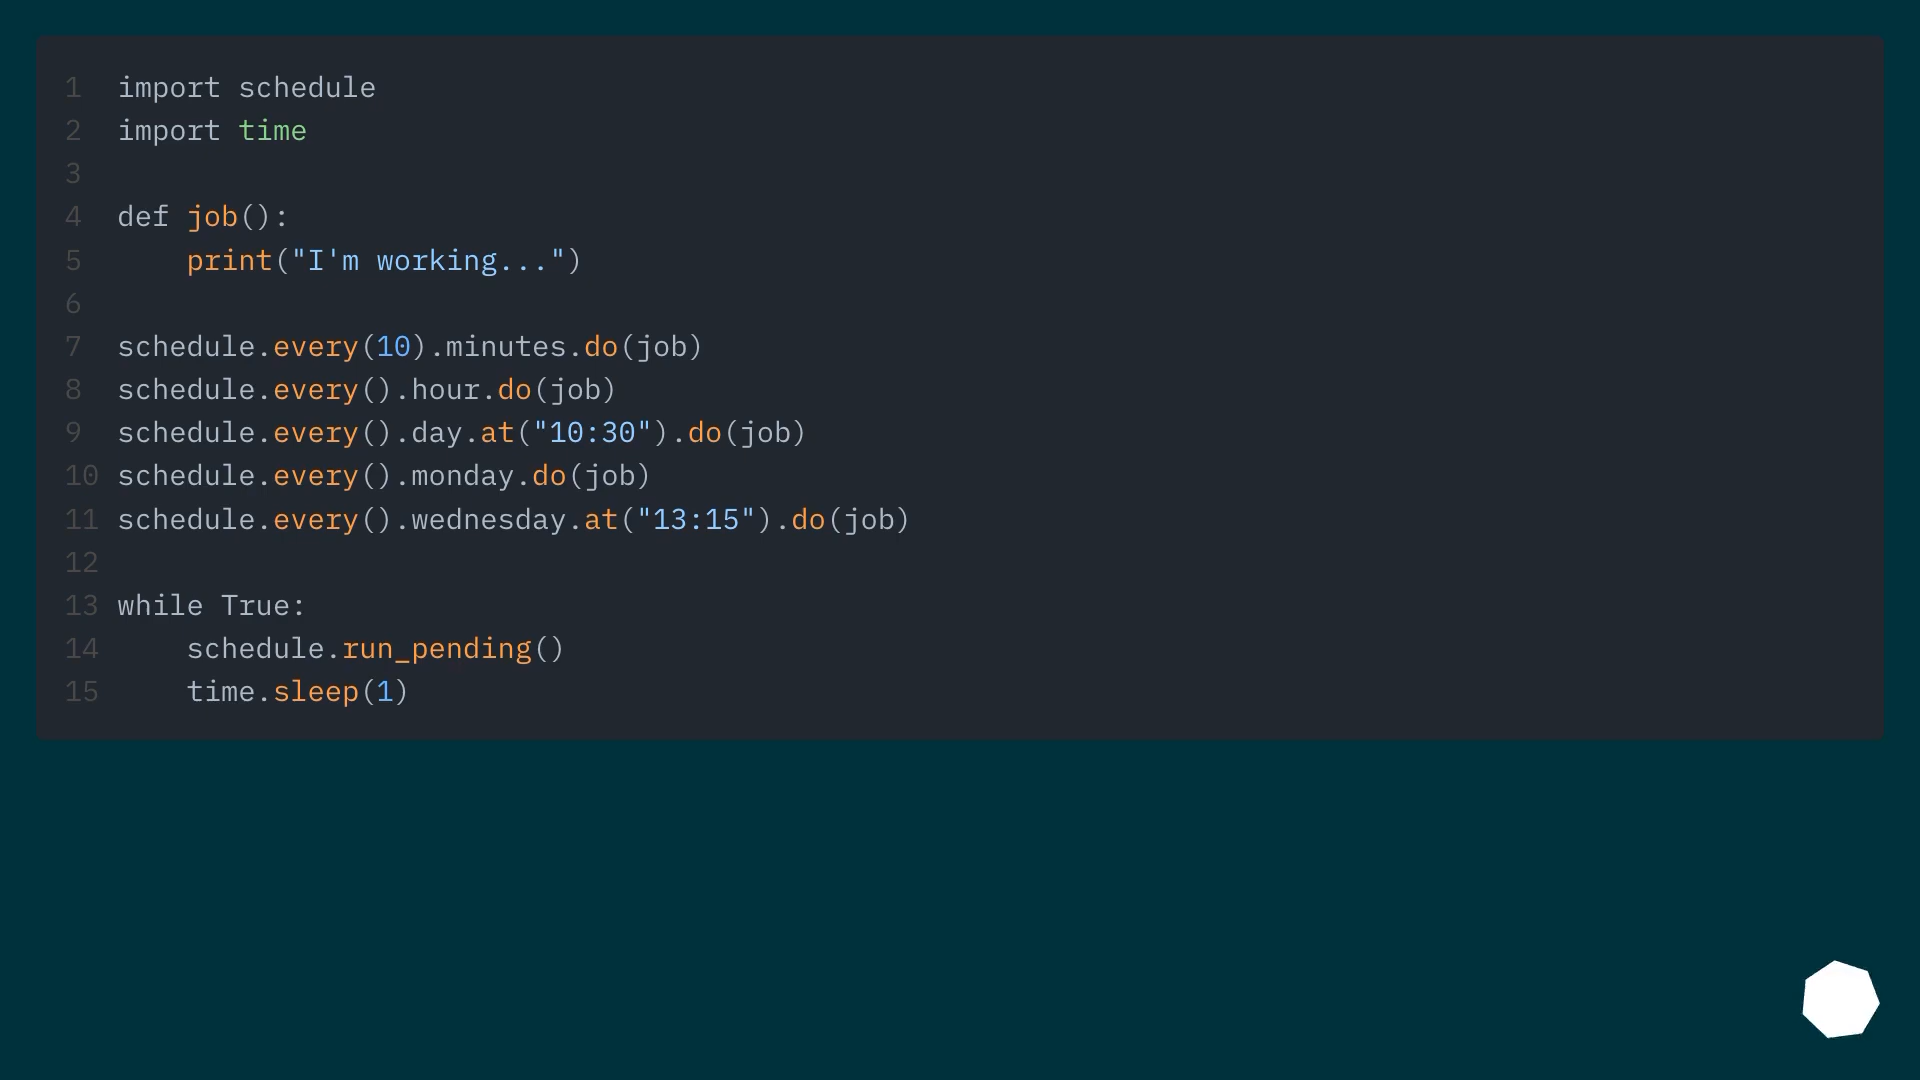 1 import schedule
2 import time
3
4 def job():
5     print("I'm working...")
6
7 schedule.every(10).minutes.do(job)
8 schedule.every().hour.do(job)
9 schedule.every().day.at("10:30").do(job)
10 schedule.every().monday.do(job)
11 schedule.every().wednesday.at("13:15").do(job)
12
13 while True:
14     schedule.run_pending()
15     time.sleep(1)